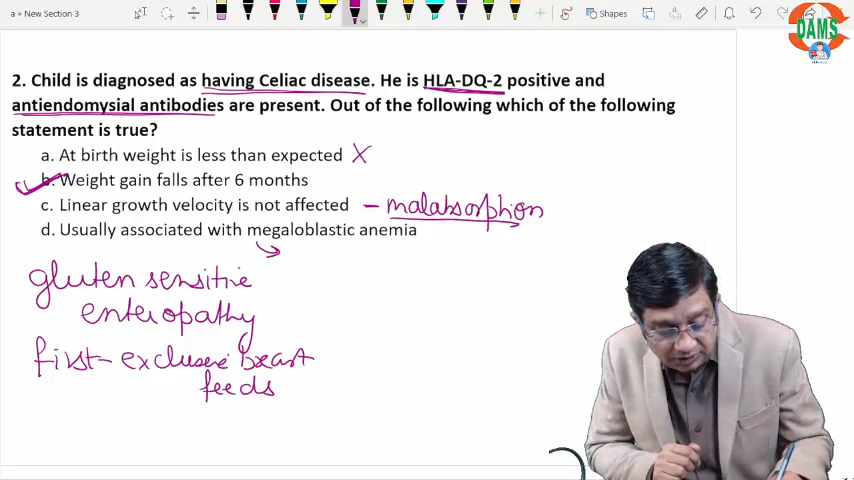 a » New Section 3
Shapes
DAMS
2. Child is diagnosed as having Celiac disease. He is HLA-DQ-2 positive and
antiendomysial antibodies are present. Out of the following which of the following
statement is true?
a. At birth weight is less than expected X
b. Weight gain falls after 6 months
c. Linear growth velocity is not affected – malabsorption
d. Usually associated with megaloblastic anemia
gluten sensitive
enteropathy
first- exclusive breast
feeds